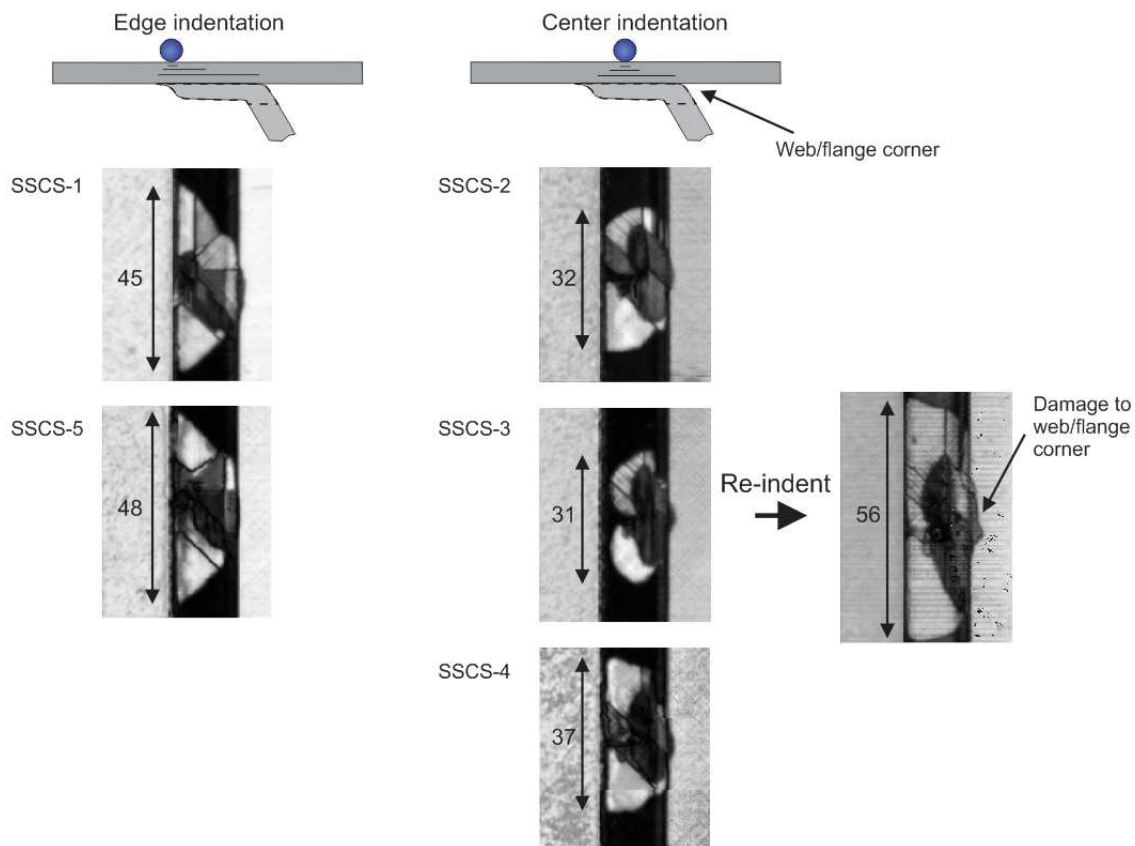 Edge indentation
Center indentation
Web/flange corner
SSCS-1
45
SSCS-2
32
SSCS-5
48
SSCS-3
31
Re-indent
56
Damage to
web/flange
corner
SSCS-4
37